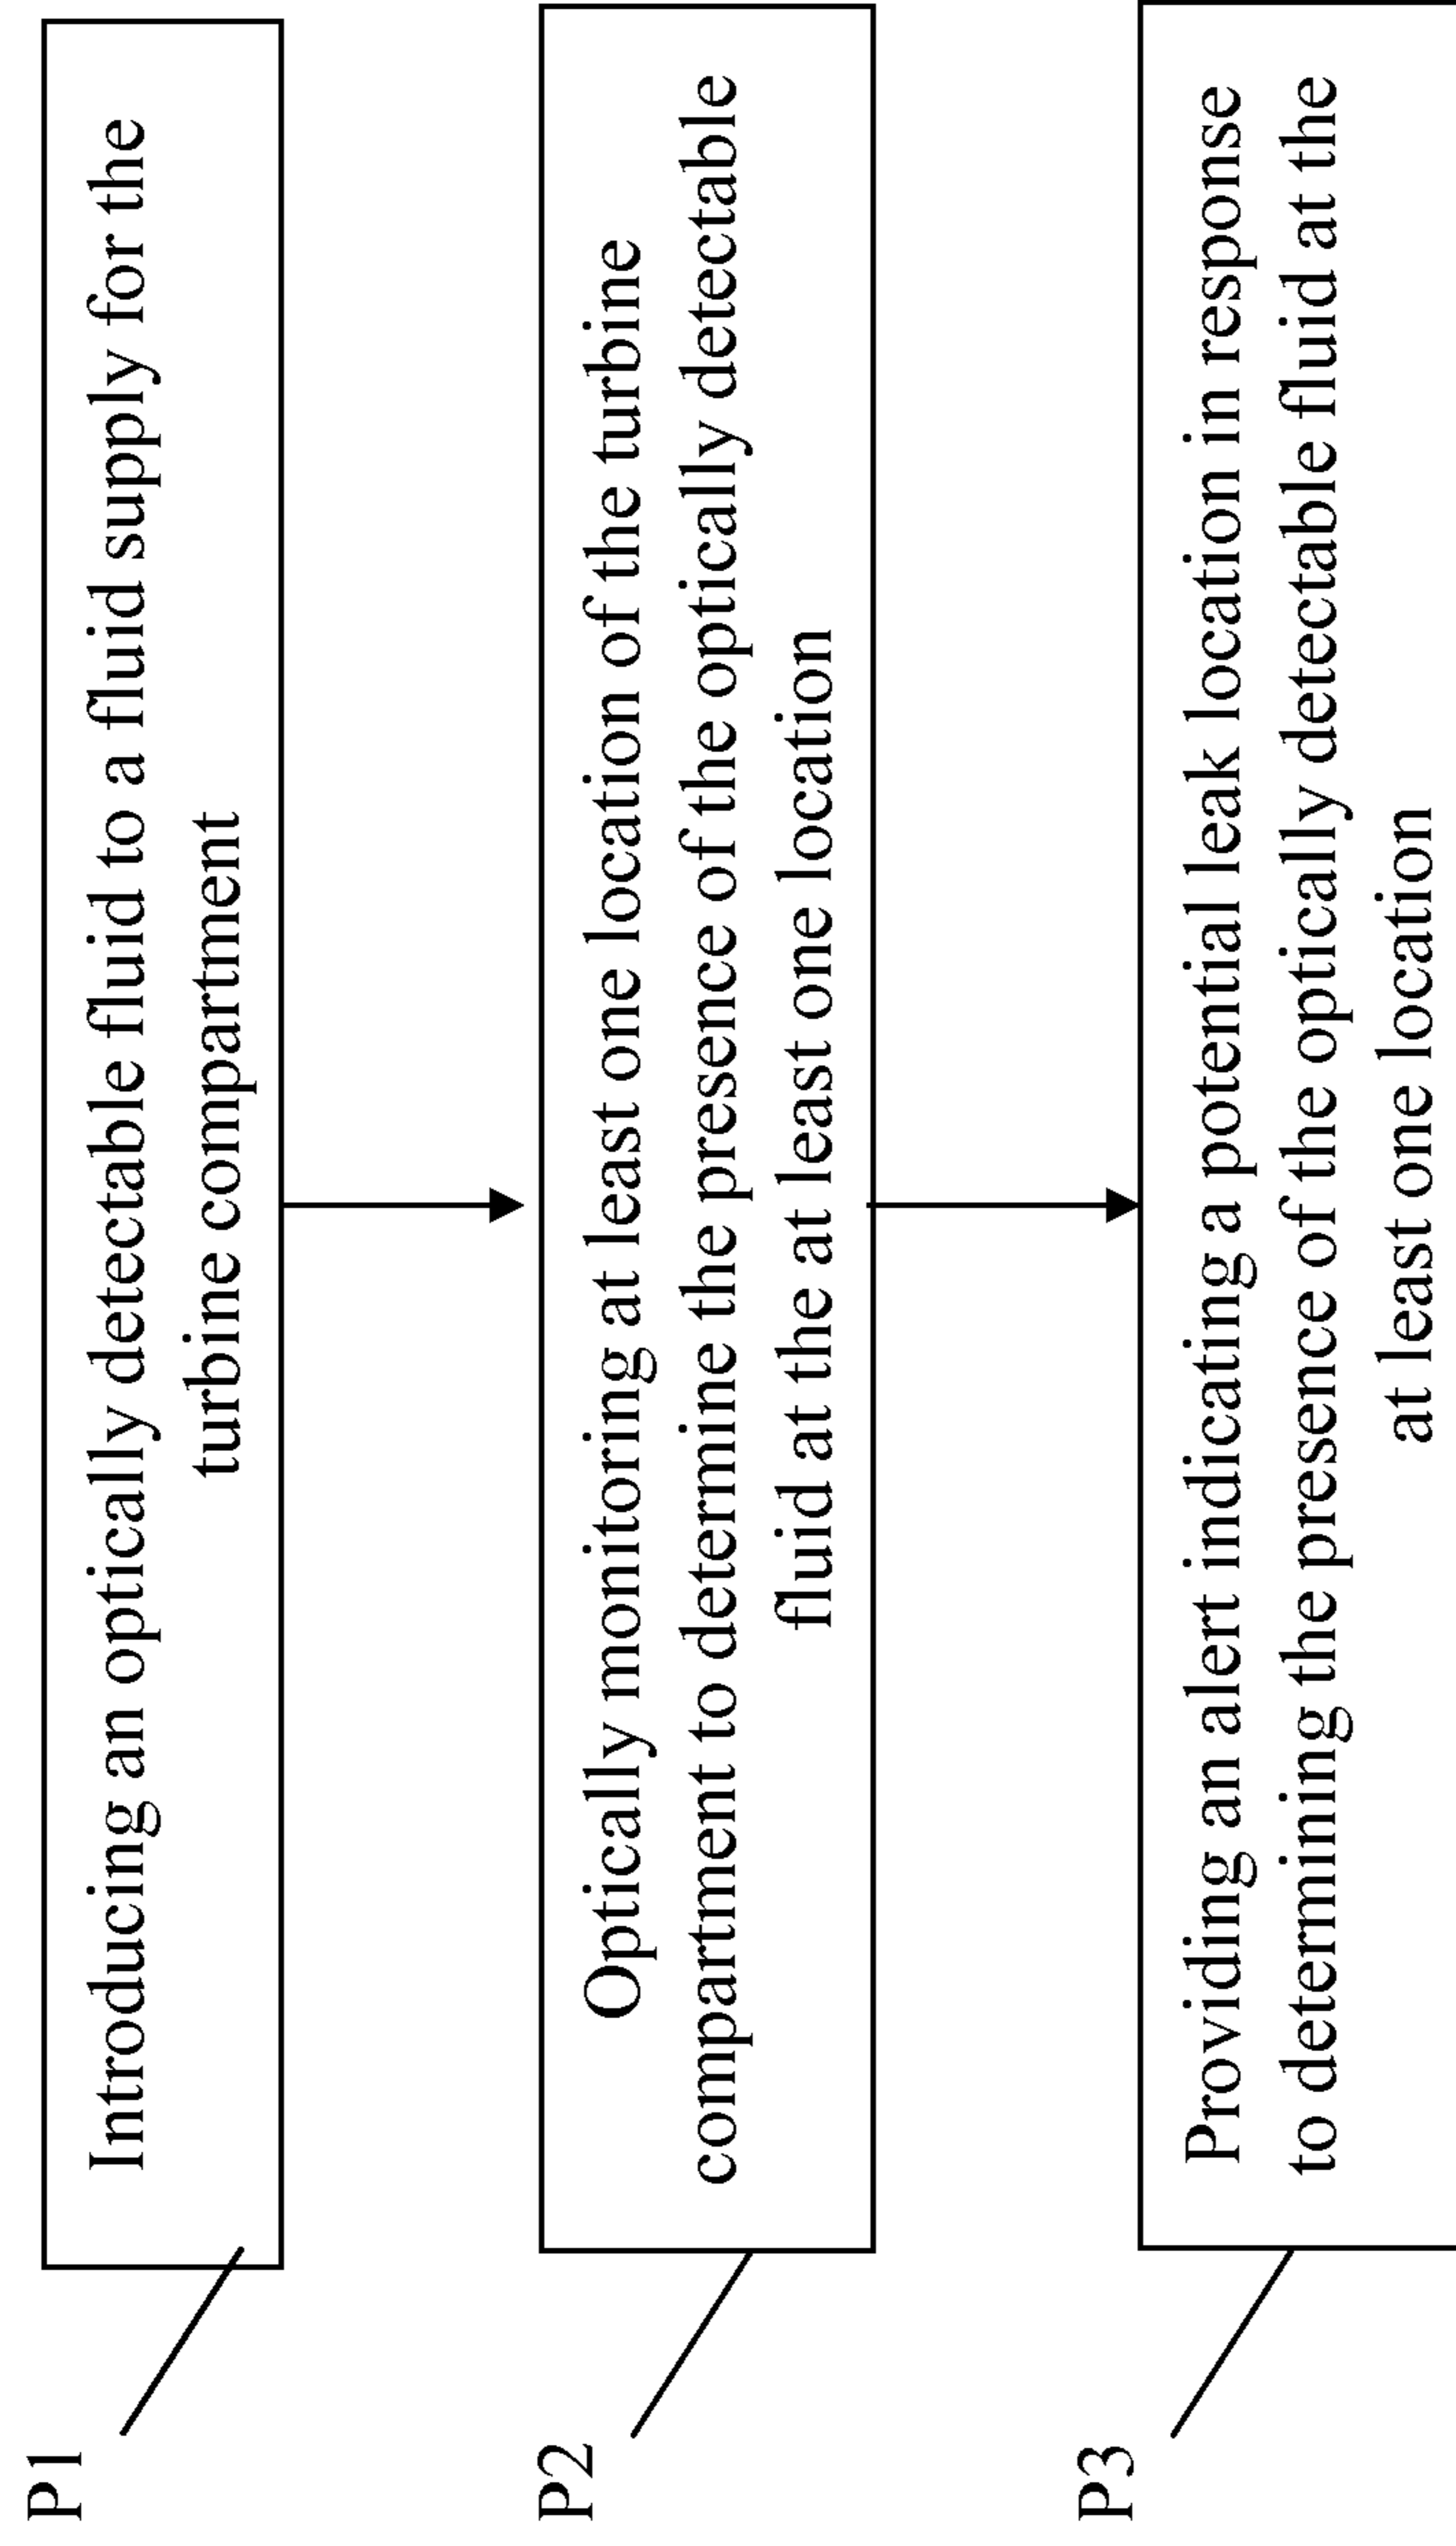 P1
Introducing an optically detectable fluid to a fluid supply for the
turbine compartment
P2
Optically monitoring at least one location of the turbine
compartment to determine the presence of the optically detectable
fluid at the at least one location
P3
Providing an alert indicating a potential leak location in response
to determining the presence of the optically detectable fluid at the
at least one location